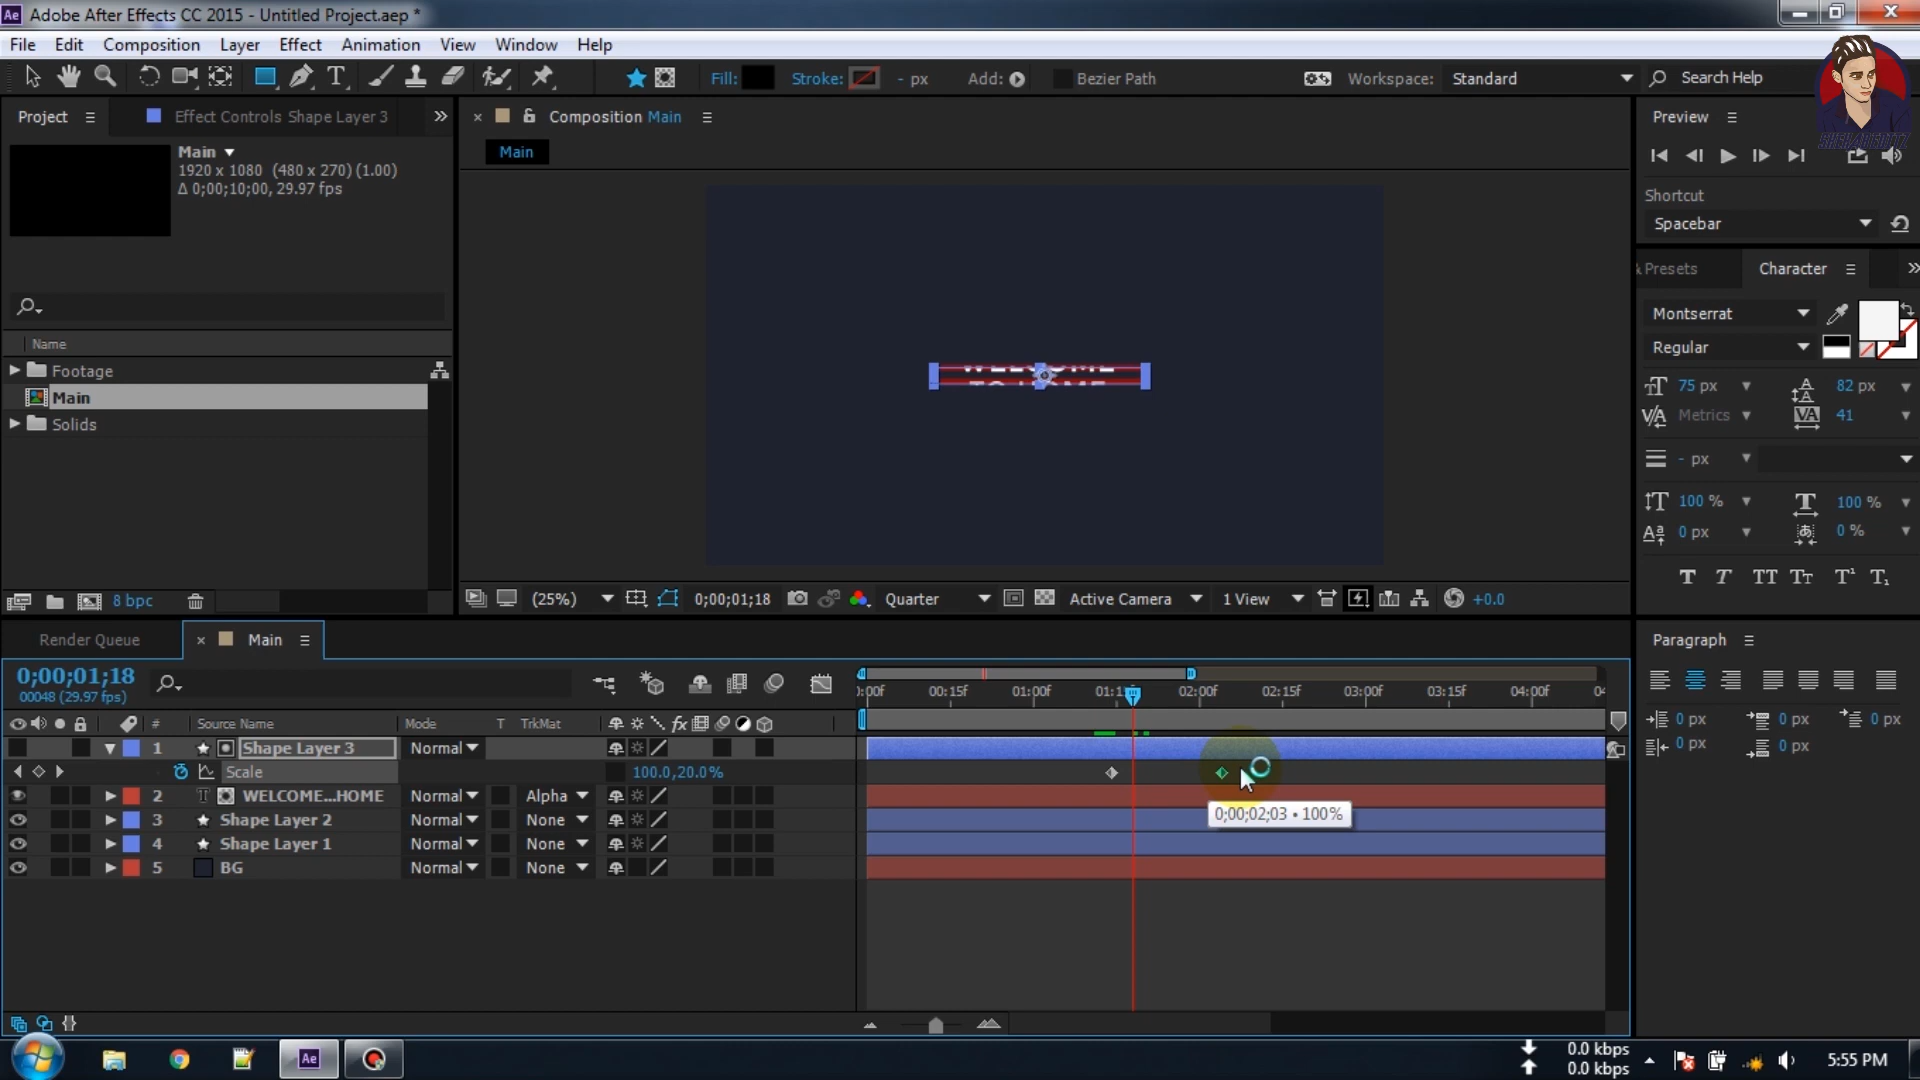 Adobe After Effects CC 2015 - Untitled Project.aep *
File Edit Composition Layer Effect Animation View Window Help
Fill: Stroke: - px Add: Bezier Path Workspace: Standard Search Help
Project Effect Controls Shape Layer 3
Composition Main
Preview
Main
1920 x 1080 (480 x 270) (1.00)
Δ 0;00;10;00, 29.97 fps
Main
Shortcut
Spacebar
Presets Character
Montserrat
Regular
75 px 82 px
Metrics 41
- px
100 % 100 %
0 px 0 %
T T TT Tt T¹ T₁
Name
Footage
Main
Solids
WELCOME
TO HOME
8 bpc
(25%) 0;00;01;18 Quarter Active Camera 1 View +0.0
Render Queue Main
Paragraph
0;00;01;18
00048 (29.97 fps)
:00f 00:15f 01:00f 02:00f 02:15f 03:00f 03:15f 04:00f
# Source Name Mode T TrkMat
1 Shape Layer 3 Normal
Scale 100.0,20.0%
2 WELCOME...HOME Normal Alpha
3 Shape Layer 2 Normal None
4 Shape Layer 1 Normal None
5 BG Normal None
0;00;02;03 • 100%
0 px 0 px 0 px
0 px 0 px
0.0 kbps
0.0 kbps
5:55 PM